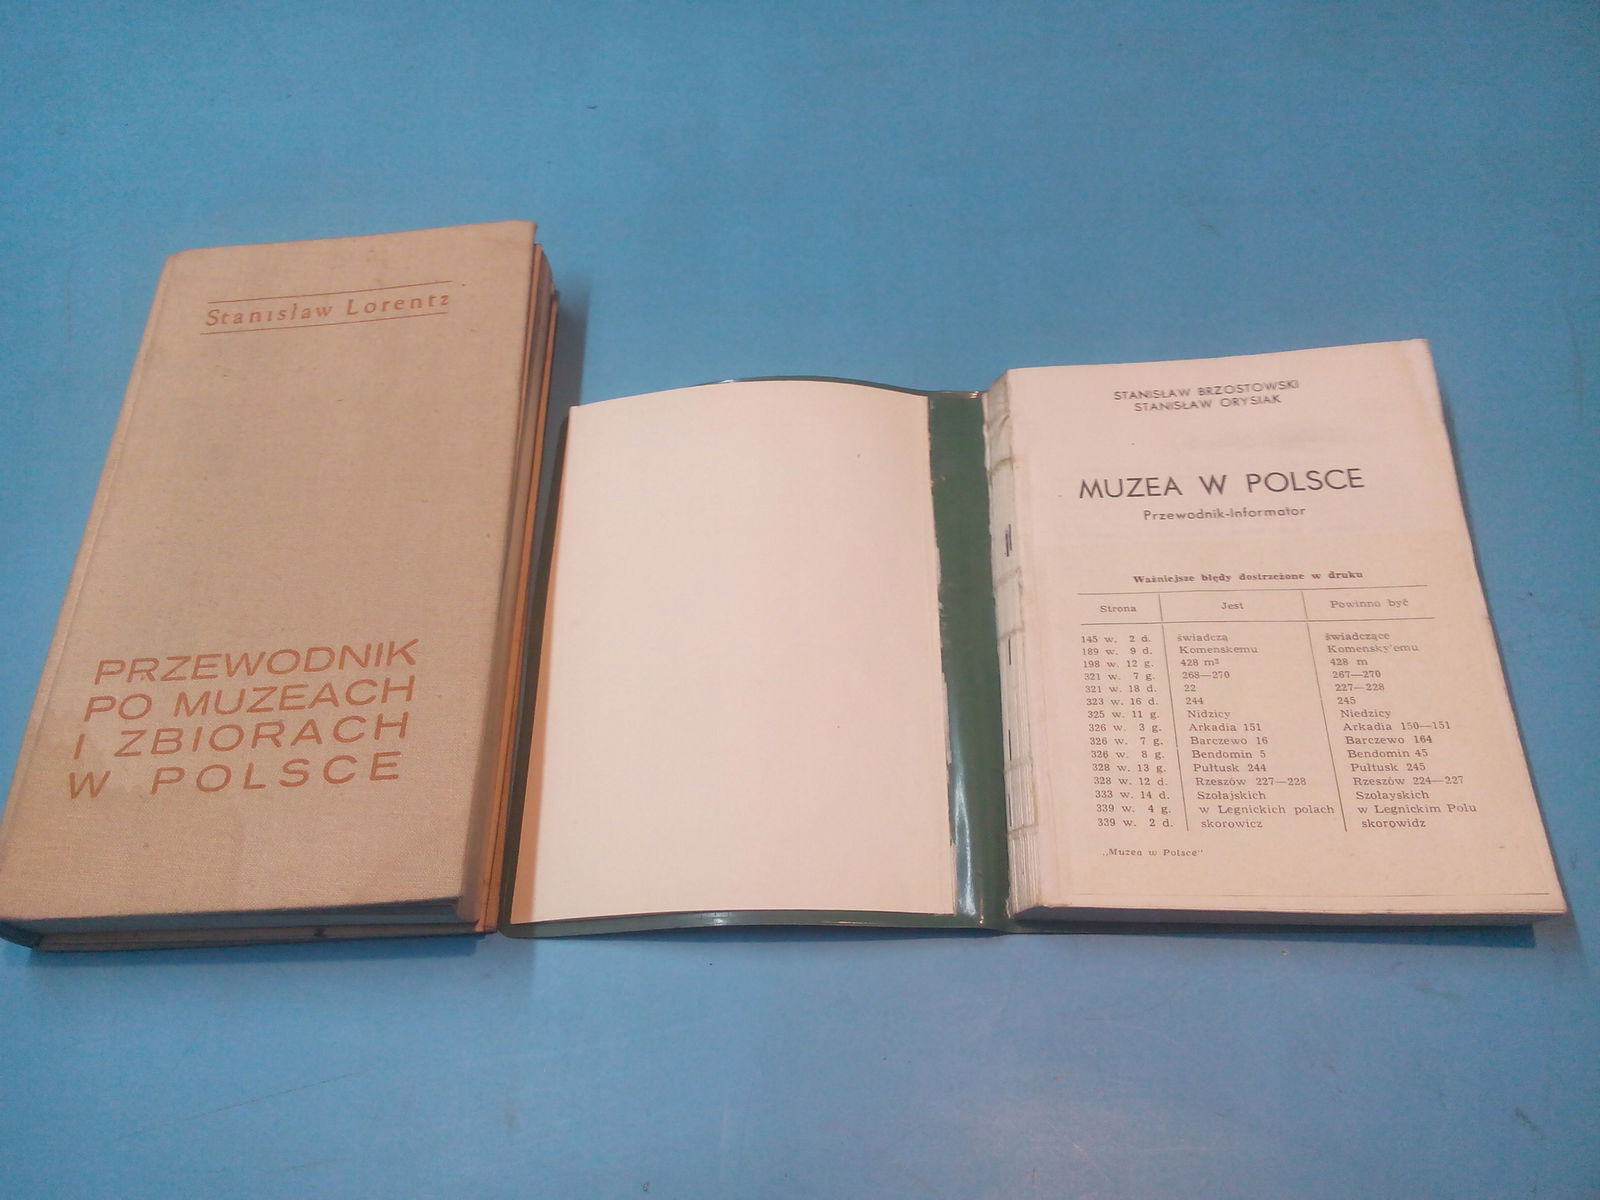 Stanisław Lorentz
PRZEWODNIK
PO MUZEACH
I ZBIORACH
W POLSCE
STANISŁAW BRZOSTOWSKI
STANISŁAW ORYSIAK
MUZEA W POLSCE
Przewodnik-Informator
Ważniejsze błędy dostrzeżone w druku
Strona Jest Powinno być
145 w. 2 d. świadczą świadczące
189 w. 9 d. Komenskemu Komensky'emu
198 w. 12 g. 428 m² 428 m
321 w. 7 g. 268—270 267—270
321 w. 18 d. 22 227—228
323 w. 16 d. 244 245
325 w. 11 g. Nidzicy Niedzicy
326 w. 3 g. Arkadia 151 Arkadia 150—151
326 w. 7 g. Barczewo 16 Barczewo 164
326 w. 8 g. Bendomin 5 Bendomin 45
328 w. 13 g. Pułtusk 244 Pułtusk 245
328 w. 12 d. Rzeszów 227—228 Rzeszów 224—227
333 w. 14 d. Szołajskich Szołayskich
339 w. 4 g. w Legnickich polach w Legnickim Polu
339 w. 2 d. skorowicz skorowidz
„Muzea w Polsce"